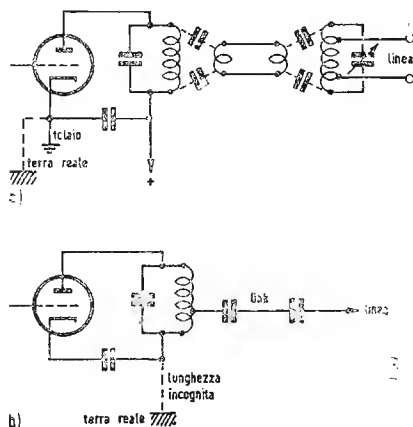 linea
telaio
terra reale
+
a)
linea
lunghezza
incognita
terra reale
b)